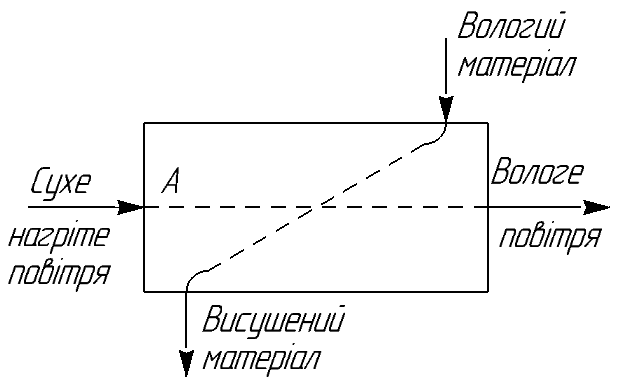 Вологий
матеріал
Сухе
А
Вологе
нагріте
повітря
повітря
Висушений
матеріал